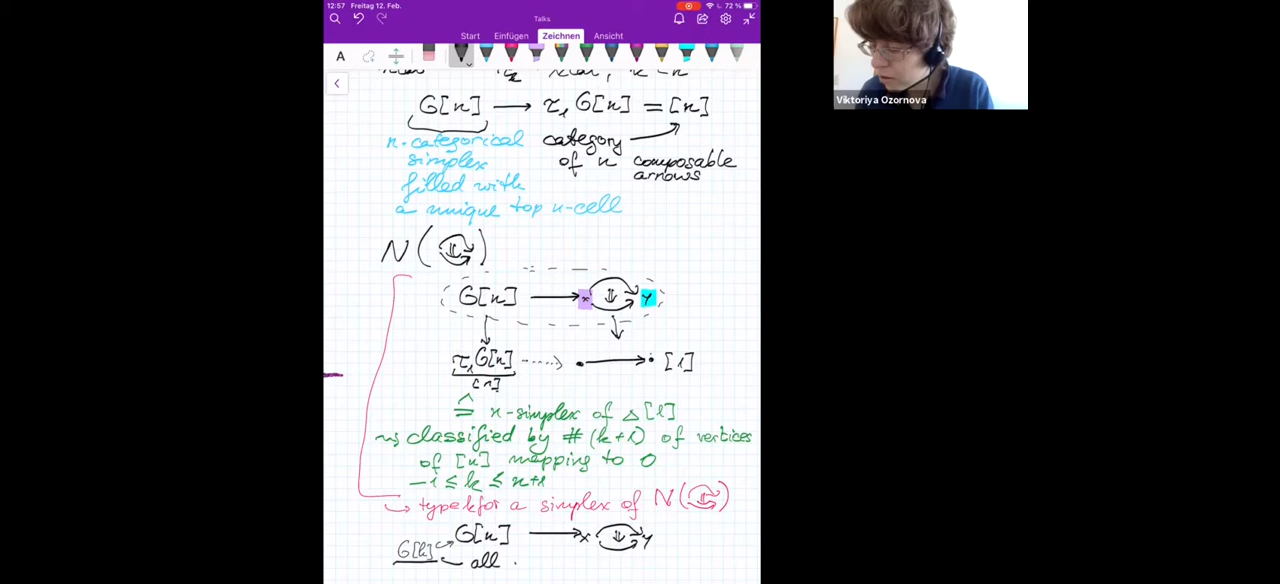 12:57 Freitag 12. Feb.
72 %
Talks
Start Einfügen Zeichnen Ansicht
G[n] → τ₁ G[n] = [n]
n-categorical simplex filled with a unique top n-cell
category of n composable arrows
N(⇓)
G[n] → x ⇓ y
τ₁G[n] ⇢ • → • [1]
[n]
≙ n-simplex of Δ[1]
⇝ classified by # (k+1) of vertices
of [n] mapping to 0
-1 ≤ k ≤ n+1
↪ type k for a simplex of N(⇓)
G[n] → x ⇓ y
G[k]
all
Viktoriya Ozornova